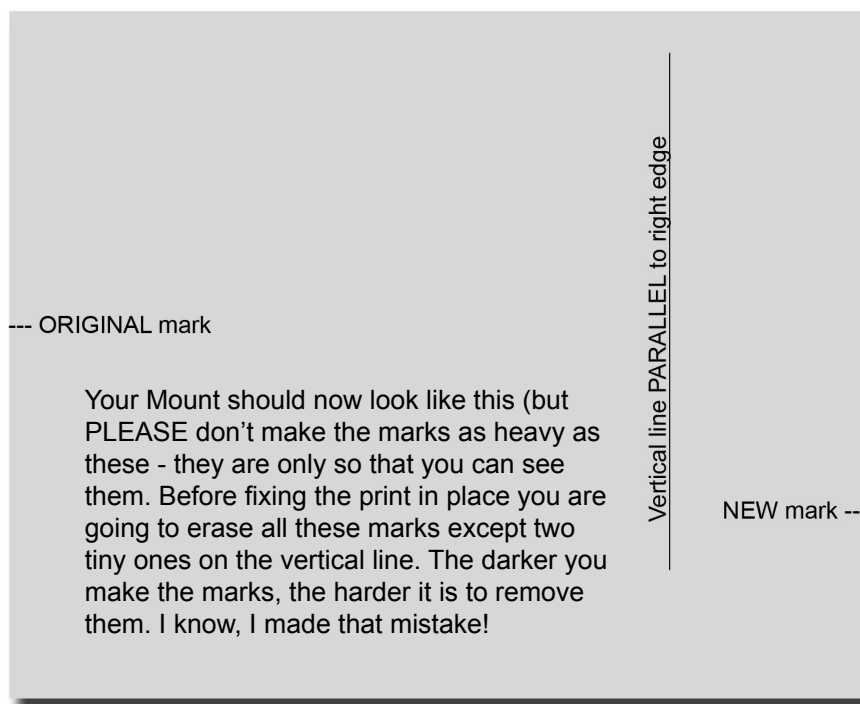 Vertical line PARALLEL to right edge
--- ORIGINAL mark
Your Mount should now look like this (but
PLEASE don’t make the marks as heavy as
these - they are only so that you can see
them. Before fixing the print in place you are
going to erase all these marks except two
tiny ones on the vertical line. The darker you
make the marks, the harder it is to remove
them. I know, I made that mistake!
NEW mark --